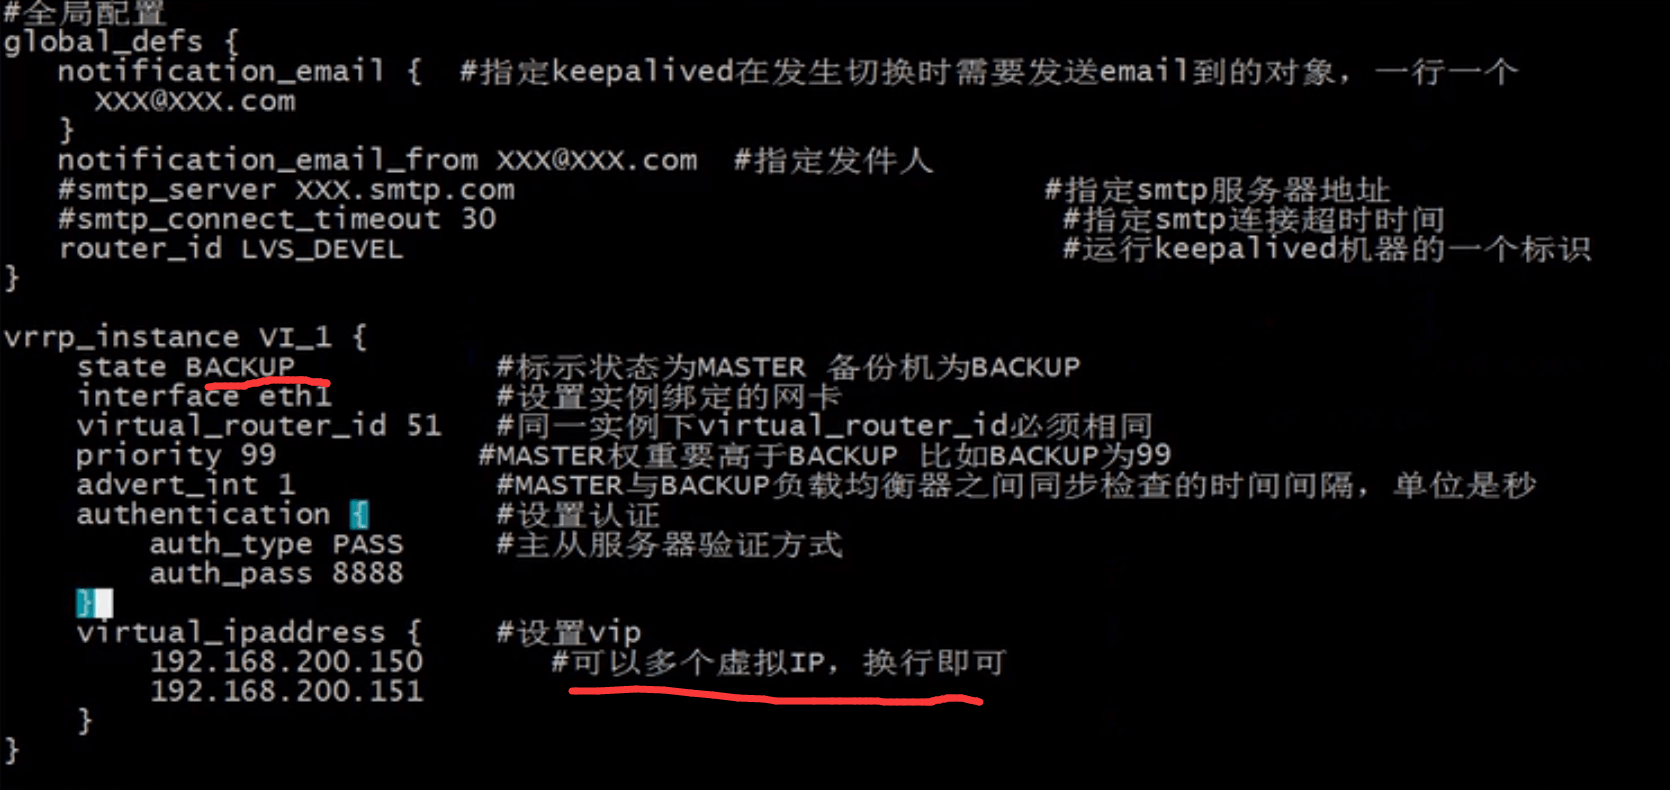 #全局配置
global_defs {
notification_email {  #指定keepalived在发生切换时需要发送email到的对象，一行一个
XXX@XXX.com
}
notification_email_from XXX@XXX.com  #指定发件人
#smtp_server XXX.smtp.com  #指定smtp服务器地址
#smtp_connect_timeout 30  #指定smtp连接超时时间
router_id LVS_DEVEL  #运行keepalived机器的一个标识
}
vrrp_instance VI_1 {
state BACKUP  #标示状态为MASTER 备份机为BACKUP
interface eth1  #设置实例绑定的网卡
virtual_router_id 51  #同一实例下virtual_router_id必须相同
priority 99  #MASTER权重要高于BACKUP 比如BACKUP为99
advert_int 1  #MASTER与BACKUP负载均衡器之间同步检查的时间间隔，单位是秒
authentication {  #设置认证
auth_type PASS  #主从服务器验证方式
auth_pass 8888
}
virtual_ipaddress {  #设置vip
192.168.200.150  #可以多个虚拟IP，换行即可
192.168.200.151
}
}